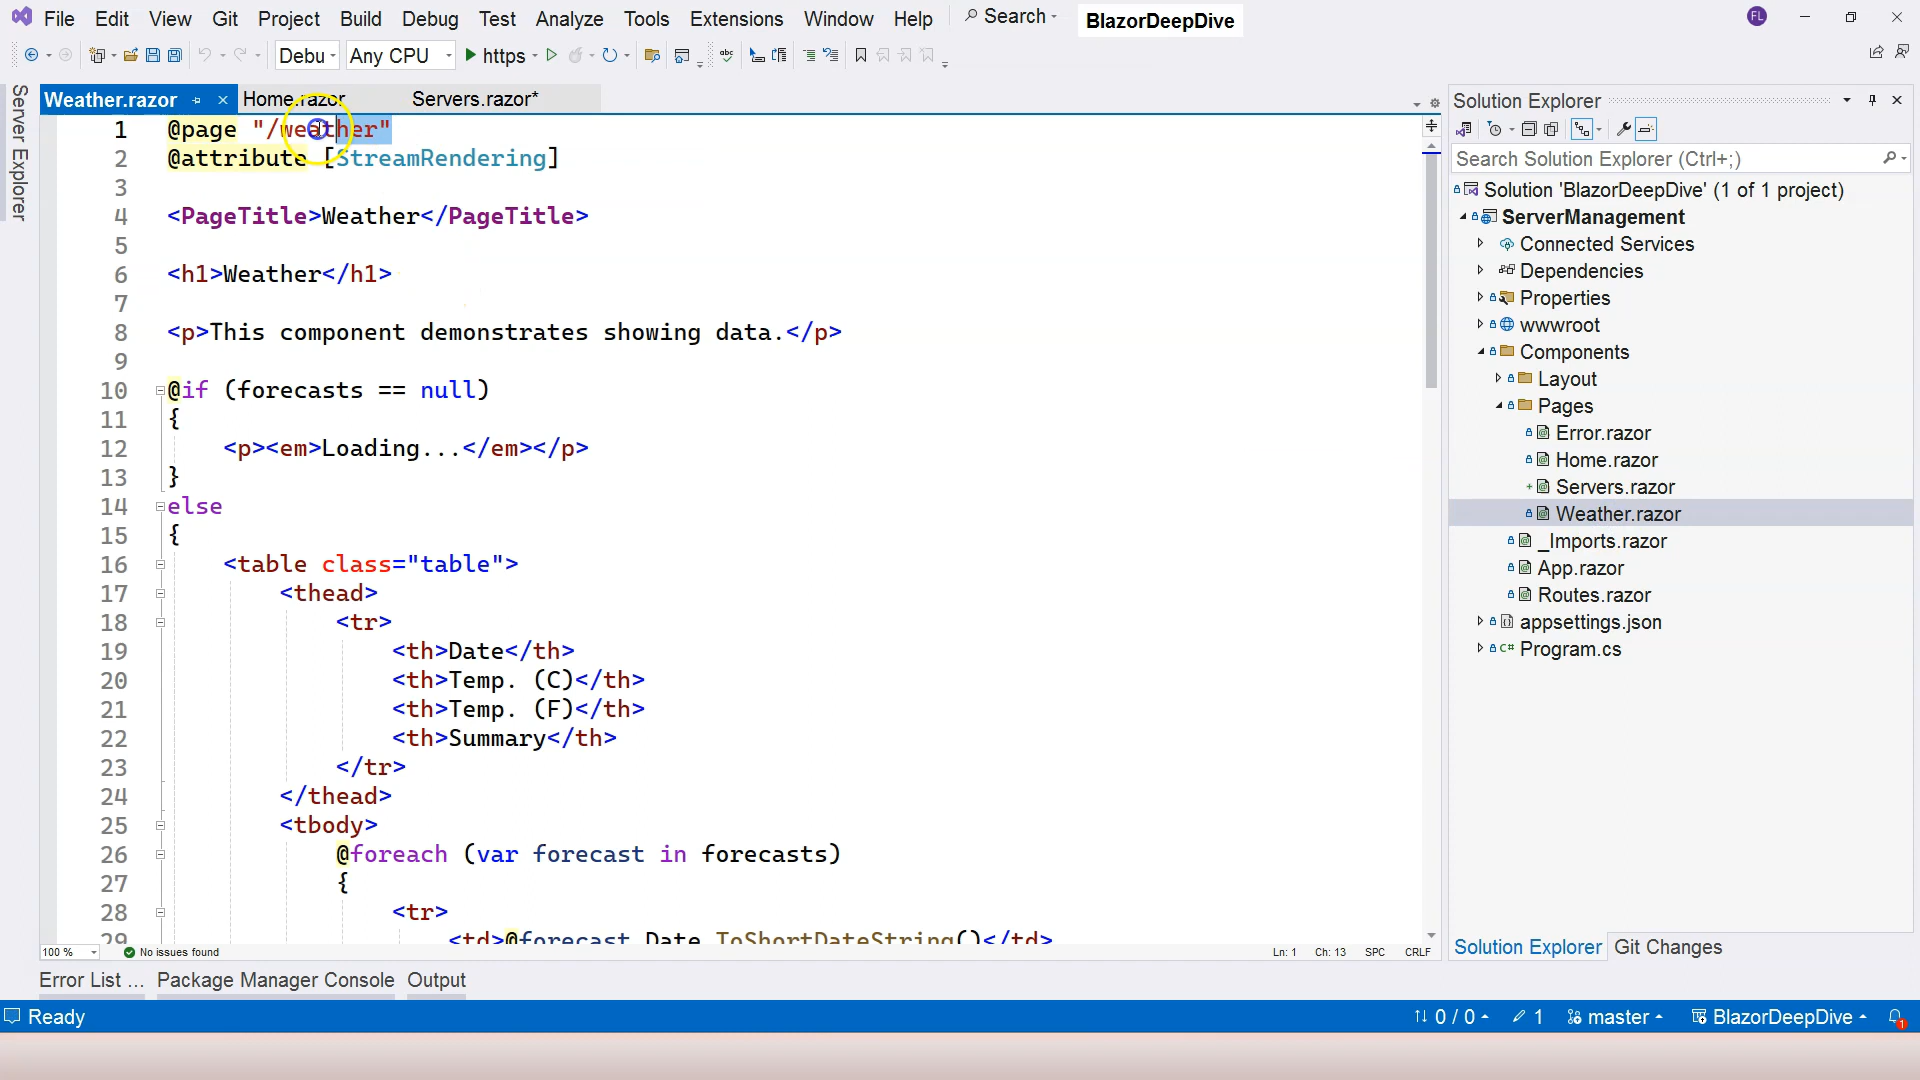 File Edit View Git Project Build Debug Test Analyze Tools Extensions Window Help Search BlazorDeepDive FL
Debu Any CPU https
Server Explorer
Weather.razor Home.razor Servers.razor*
1 @page "/weather"
2 @attribute [StreamRendering]
3
4 <PageTitle>Weather</PageTitle>
5
6 <h1>Weather</h1>
7
8 <p>This component demonstrates showing data.</p>
9
10 @if (forecasts == null)
11 {
12 <p><em>Loading...</em></p>
13 }
14 else
15 {
16 <table class="table">
17 <thead>
18 <tr>
19 <th>Date</th>
20 <th>Temp. (C)</th>
21 <th>Temp. (F)</th>
22 <th>Summary</th>
23 </tr>
24 </thead>
25 <tbody>
26 @foreach (var forecast in forecasts)
27 {
28 <tr>
29 <td>@forecast.Date.ToShortDateString()</td>
100 % No issues found Ln: 1 Ch: 13 SPC CRLF
Solution Explorer
Search Solution Explorer (Ctrl+;)
Solution 'BlazorDeepDive' (1 of 1 project)
ServerManagement
Connected Services
Dependencies
Properties
wwwroot
Components
Layout
Pages
Error.razor
Home.razor
Servers.razor
Weather.razor
_Imports.razor
App.razor
Routes.razor
appsettings.json
C# Program.cs
Solution Explorer Git Changes
Error List ... Package Manager Console Output
Ready 0 / 0 1 master BlazorDeepDive 1